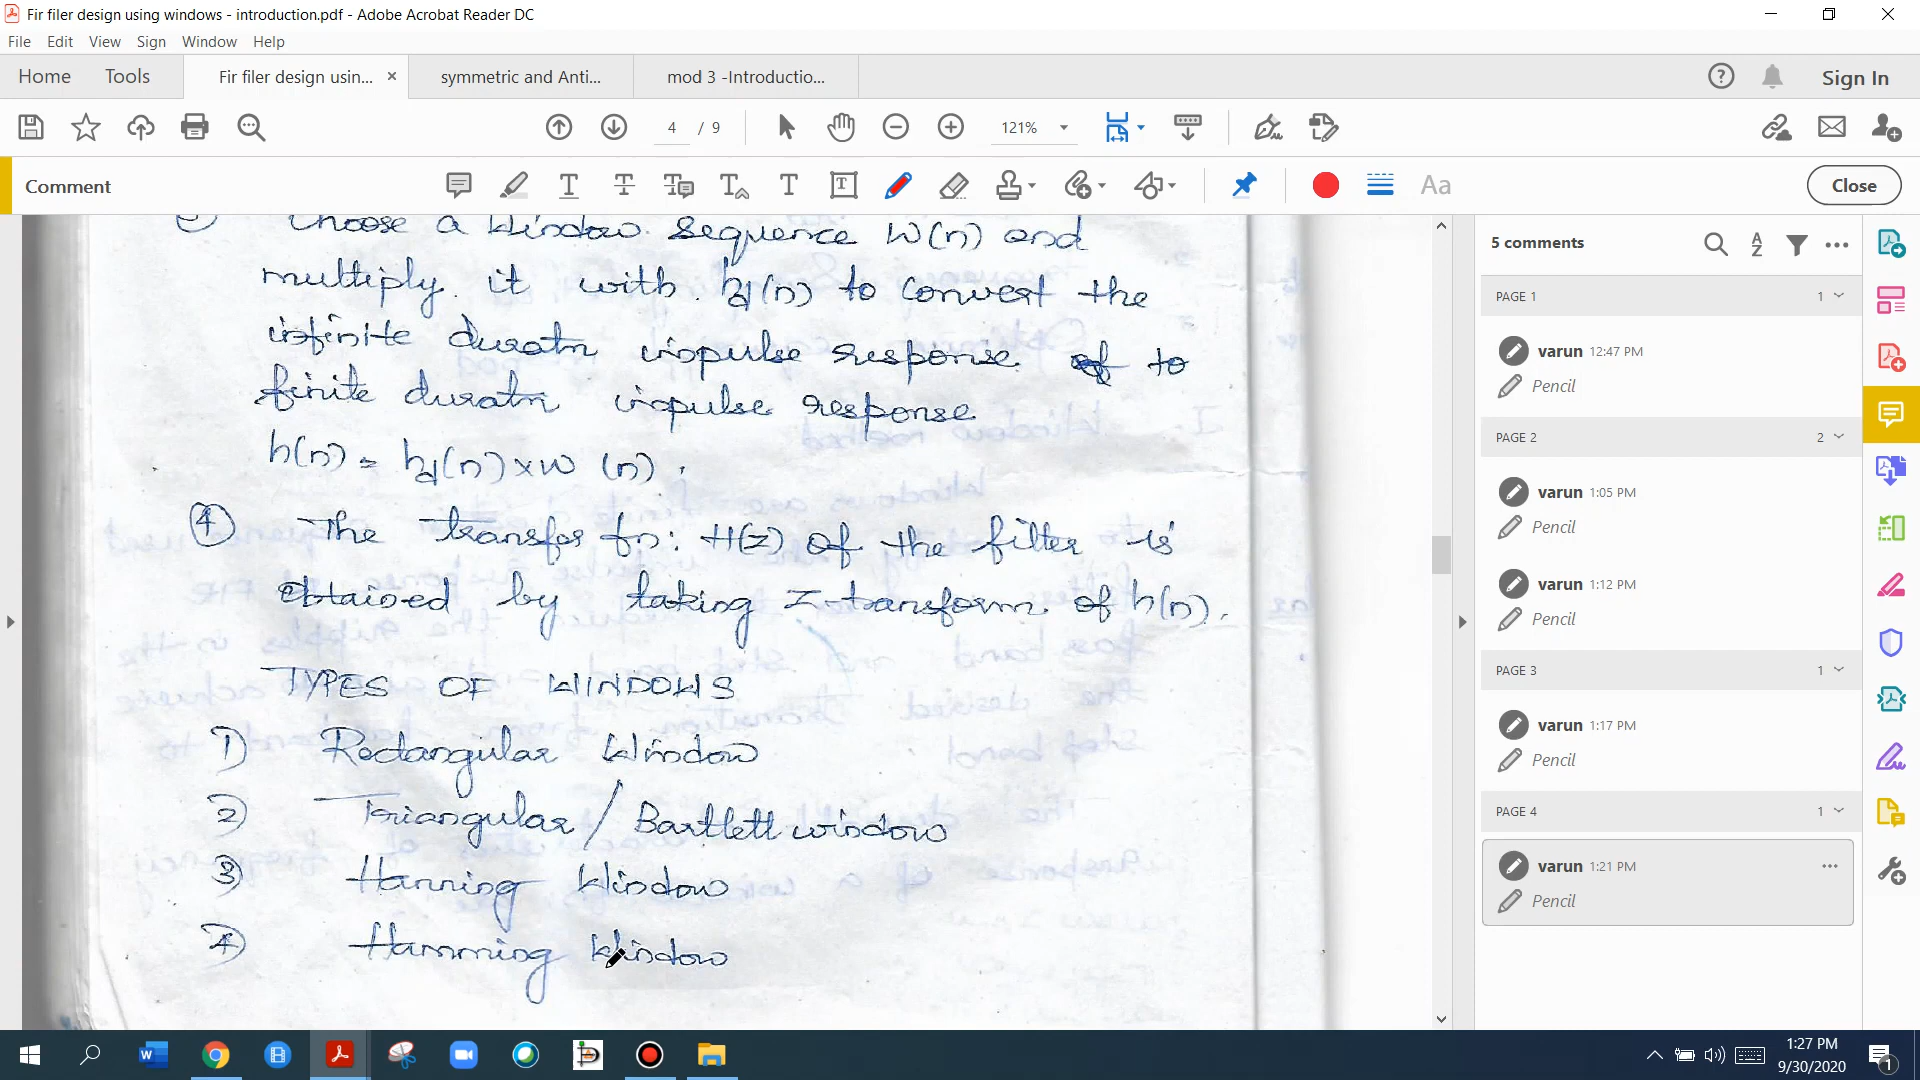 Fir filer design using windows - introduction.pdf - Adobe Acrobat Reader DC
File Edit View Sign Window Help
Home Tools Fir filer design usin... × symmetric and Anti... mod 3 -Introductio... Sign In
4 / 9 121%
Comment Close
Choose a Window Sequence W(n) and
multiply it with hd(n) to convert the
infinite duratn impulse response to
finite duratn impulse response
h(n) = hd(n) × w (n).
④ The transfer fn: H(z) of the filter is
obtained by taking Z-transform of h(n).
TYPES OF WINDOWS
1) Rectangular Window
2) Triangular / Bartlett window
3) Hanning Window
4) Hamming Window
5 comments
PAGE 1 1
varun 12:47 PM
Pencil
PAGE 2 2
varun 1:05 PM
Pencil
varun 1:12 PM
Pencil
PAGE 3 1
varun 1:17 PM
Pencil
PAGE 4 1
varun 1:21 PM
Pencil
1:27 PM
9/30/2020